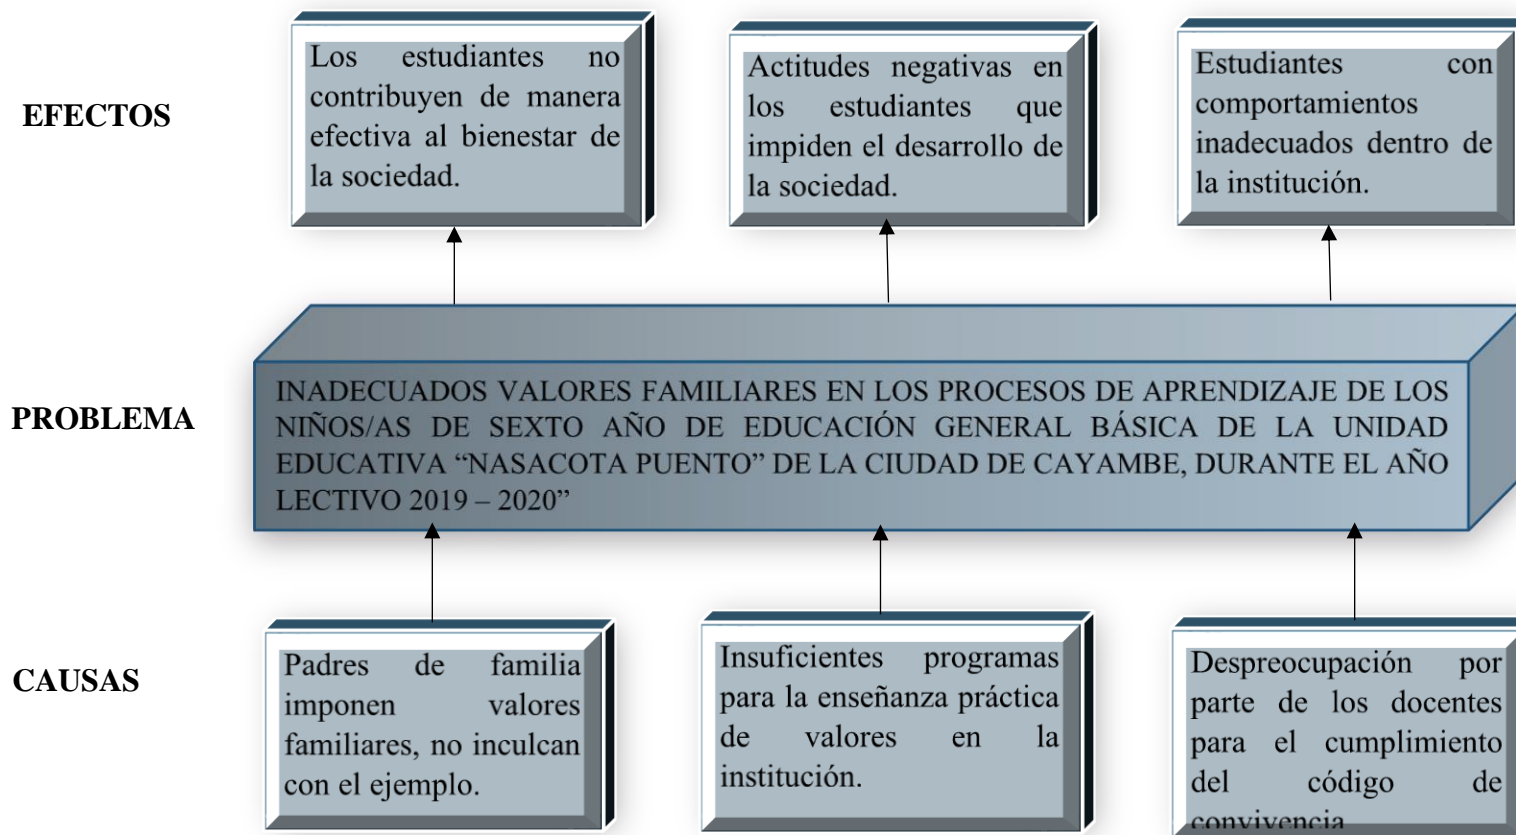 EFECTOS
Los estudiantes no
contribuyen de manera
efectiva al bienestar de
la sociedad.
Actitudes negativas en
los estudiantes que
impiden el desarrollo de
la sociedad.
Estudiantes con
comportamientos
inadecuados dentro de
la institución.
PROBLEMA
INADECUADOS VALORES FAMILIARES EN LOS PROCESOS DE APRENDIZAJE DE LOS
NIÑOS/AS DE SEXTO AÑO DE EDUCACIÓN GENERAL BÁSICA DE LA UNIDAD
EDUCATIVA “NASACOTA PUENTO” DE LA CIUDAD DE CAYAMBE, DURANTE EL AÑO
LECTIVO 2019 – 2020”
CAUSAS
Padres de familia
imponen valores
familiares, no inculcan
con el ejemplo.
Insuficientes programas
para la enseñanza práctica
de valores en la
institución.
Despreocupación por
parte de los docentes
para el cumplimiento
del código de
convivencia